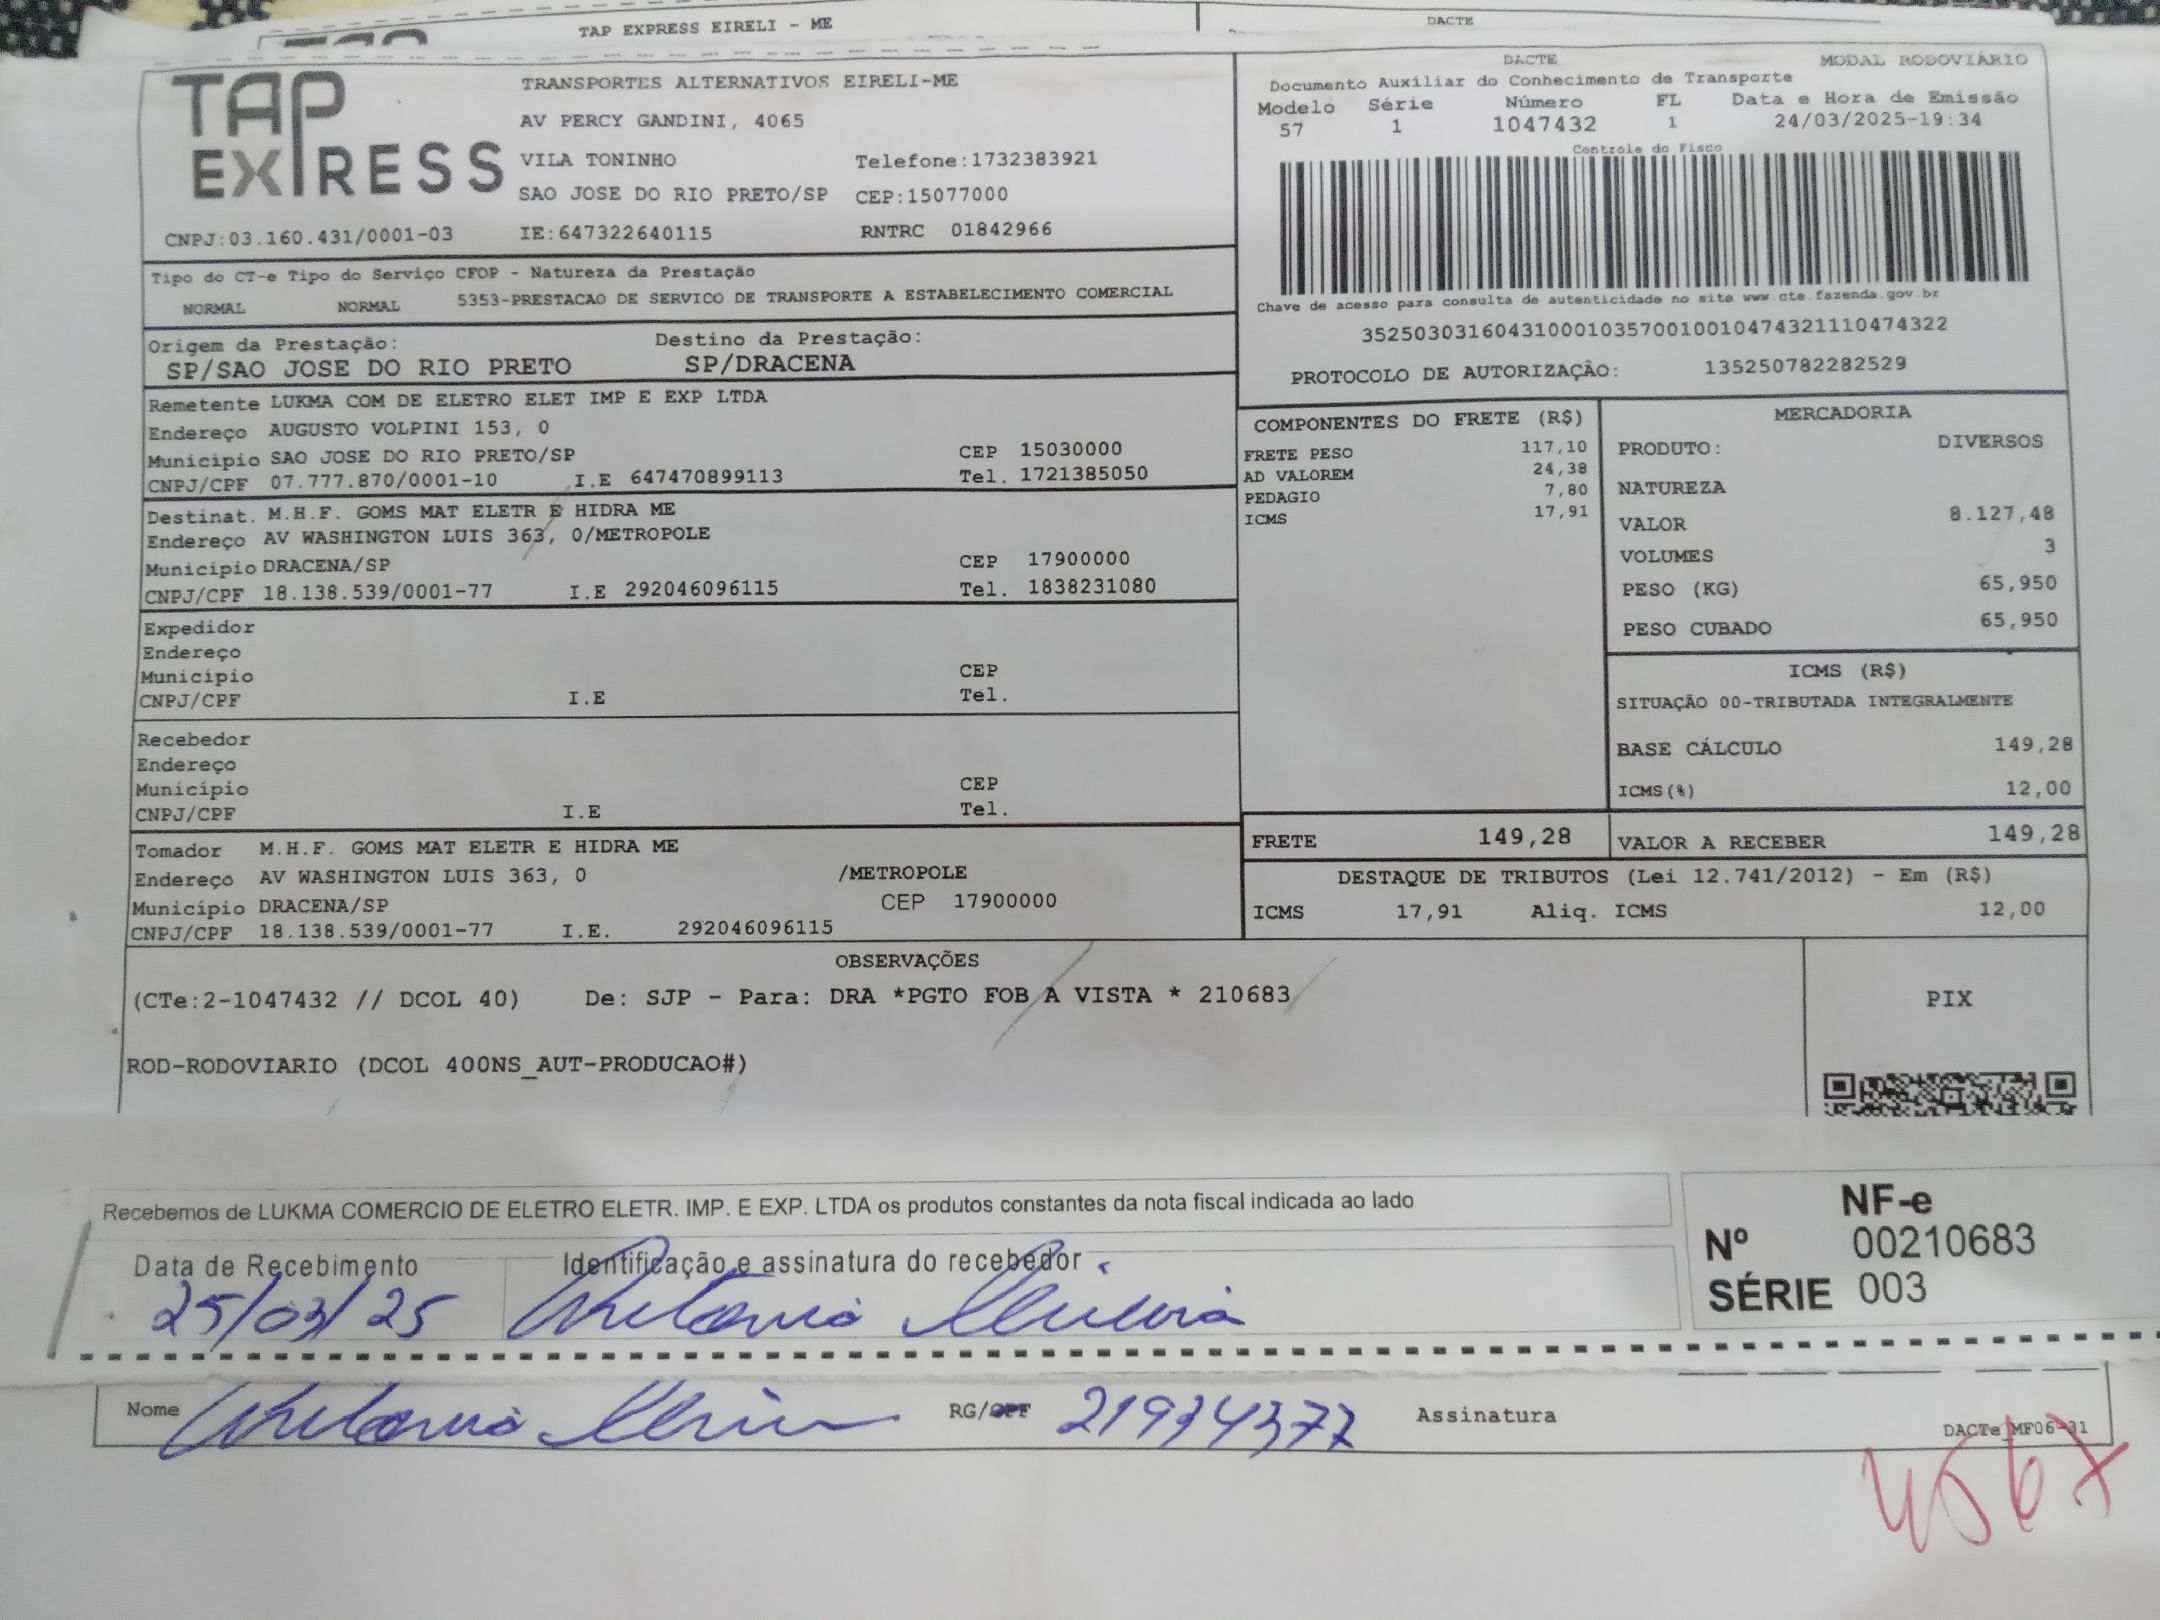 TAP EXPRESS EIRELI - ME
DACTE
TAP EXPRESS
TRANSPORTES ALTERNATIVOS EIRELI-ME
AV PERCY GANDINI, 4065
VILA TONINHO Telefone:1732383921
SAO JOSE DO RIO PRETO/SP CEP:15077000
CNPJ:03.160.431/0001-03 IE:647322640115 RNTRC 01842966
DACTE MODAL RODOVIÁRIO
Documento Auxiliar do Conhecimento de Transporte
Modelo Série Número FL Data e Hora de Emissão
57 1 1047432 1 24/03/2025-19:34
Controle do Fisco
Chave de acesso para consulta de autenticidade no site www.cte.fazenda.gov.br
35250303160431000103570010010474321110474322
PROTOCOLO DE AUTORIZAÇÃO: 135250782282529
Tipo do CT-e Tipo do Serviço CFOP - Natureza da Prestação
NORMAL NORMAL 5353-PRESTACAO DE SERVICO DE TRANSPORTE A ESTABELECIMENTO COMERCIAL
Origem da Prestação: Destino da Prestação:
SP/SAO JOSE DO RIO PRETO SP/DRACENA
Remetente LUKMA COM DE ELETRO ELET IMP E EXP LTDA
Endereço AUGUSTO VOLPINI 153, 0
Município SAO JOSE DO RIO PRETO/SP CEP 15030000
CNPJ/CPF 07.777.870/0001-10 I.E 647470899113 Tel. 1721385050
Destinat. M.H.F. GOMS MAT ELETR E HIDRA ME
Endereço AV WASHINGTON LUIS 363, 0/METROPOLE
Município DRACENA/SP CEP 17900000
CNPJ/CPF 18.138.539/0001-77 I.E 292046096115 Tel. 1838231080
Expedidor
Endereço
Município CEP
CNPJ/CPF I.E Tel.
Recebedor
Endereço
Município CEP
CNPJ/CPF I.E Tel.
Tomador M.H.F. GOMS MAT ELETR E HIDRA ME
Endereço AV WASHINGTON LUIS 363, 0 /METROPOLE
Município DRACENA/SP CEP 17900000
CNPJ/CPF 18.138.539/0001-77 I.E. 292046096115
COMPONENTES DO FRETE (R$)
FRETE PESO 117,10
AD VALOREM 24,38
PEDAGIO 7,80
ICMS 17,91
MERCADORIA
PRODUTO: DIVERSOS
NATUREZA
VALOR 8.127,48
VOLUMES 3
PESO (KG) 65,950
PESO CUBADO 65,950
ICMS (R$)
SITUAÇÃO 00-TRIBUTADA INTEGRALMENTE
BASE CÁLCULO 149,28
ICMS(%) 12,00
FRETE 149,28 VALOR A RECEBER 149,28
DESTAQUE DE TRIBUTOS (Lei 12.741/2012) - Em (R$)
ICMS 17,91 Aliq. ICMS 12,00
OBSERVAÇÕES
(CTe:2-1047432 // DCOL 40) De: SJP - Para: DRA *PGTO FOB A VISTA * 210683
ROD-RODOVIARIO (DCOL 400NS_AUT-PRODUCAO#)
PIX
Recebemos de LUKMA COMERCIO DE ELETRO ELETR. IMP. E EXP. LTDA os produtos constantes da nota fiscal indicada ao lado
Data de Recebimento Identificação e assinatura do recebedor
25/03/25
NF-e
Nº 00210683
SÉRIE 003
Nome RG/CPF 21934377 Assinatura
DACTe_MF06-31
4567